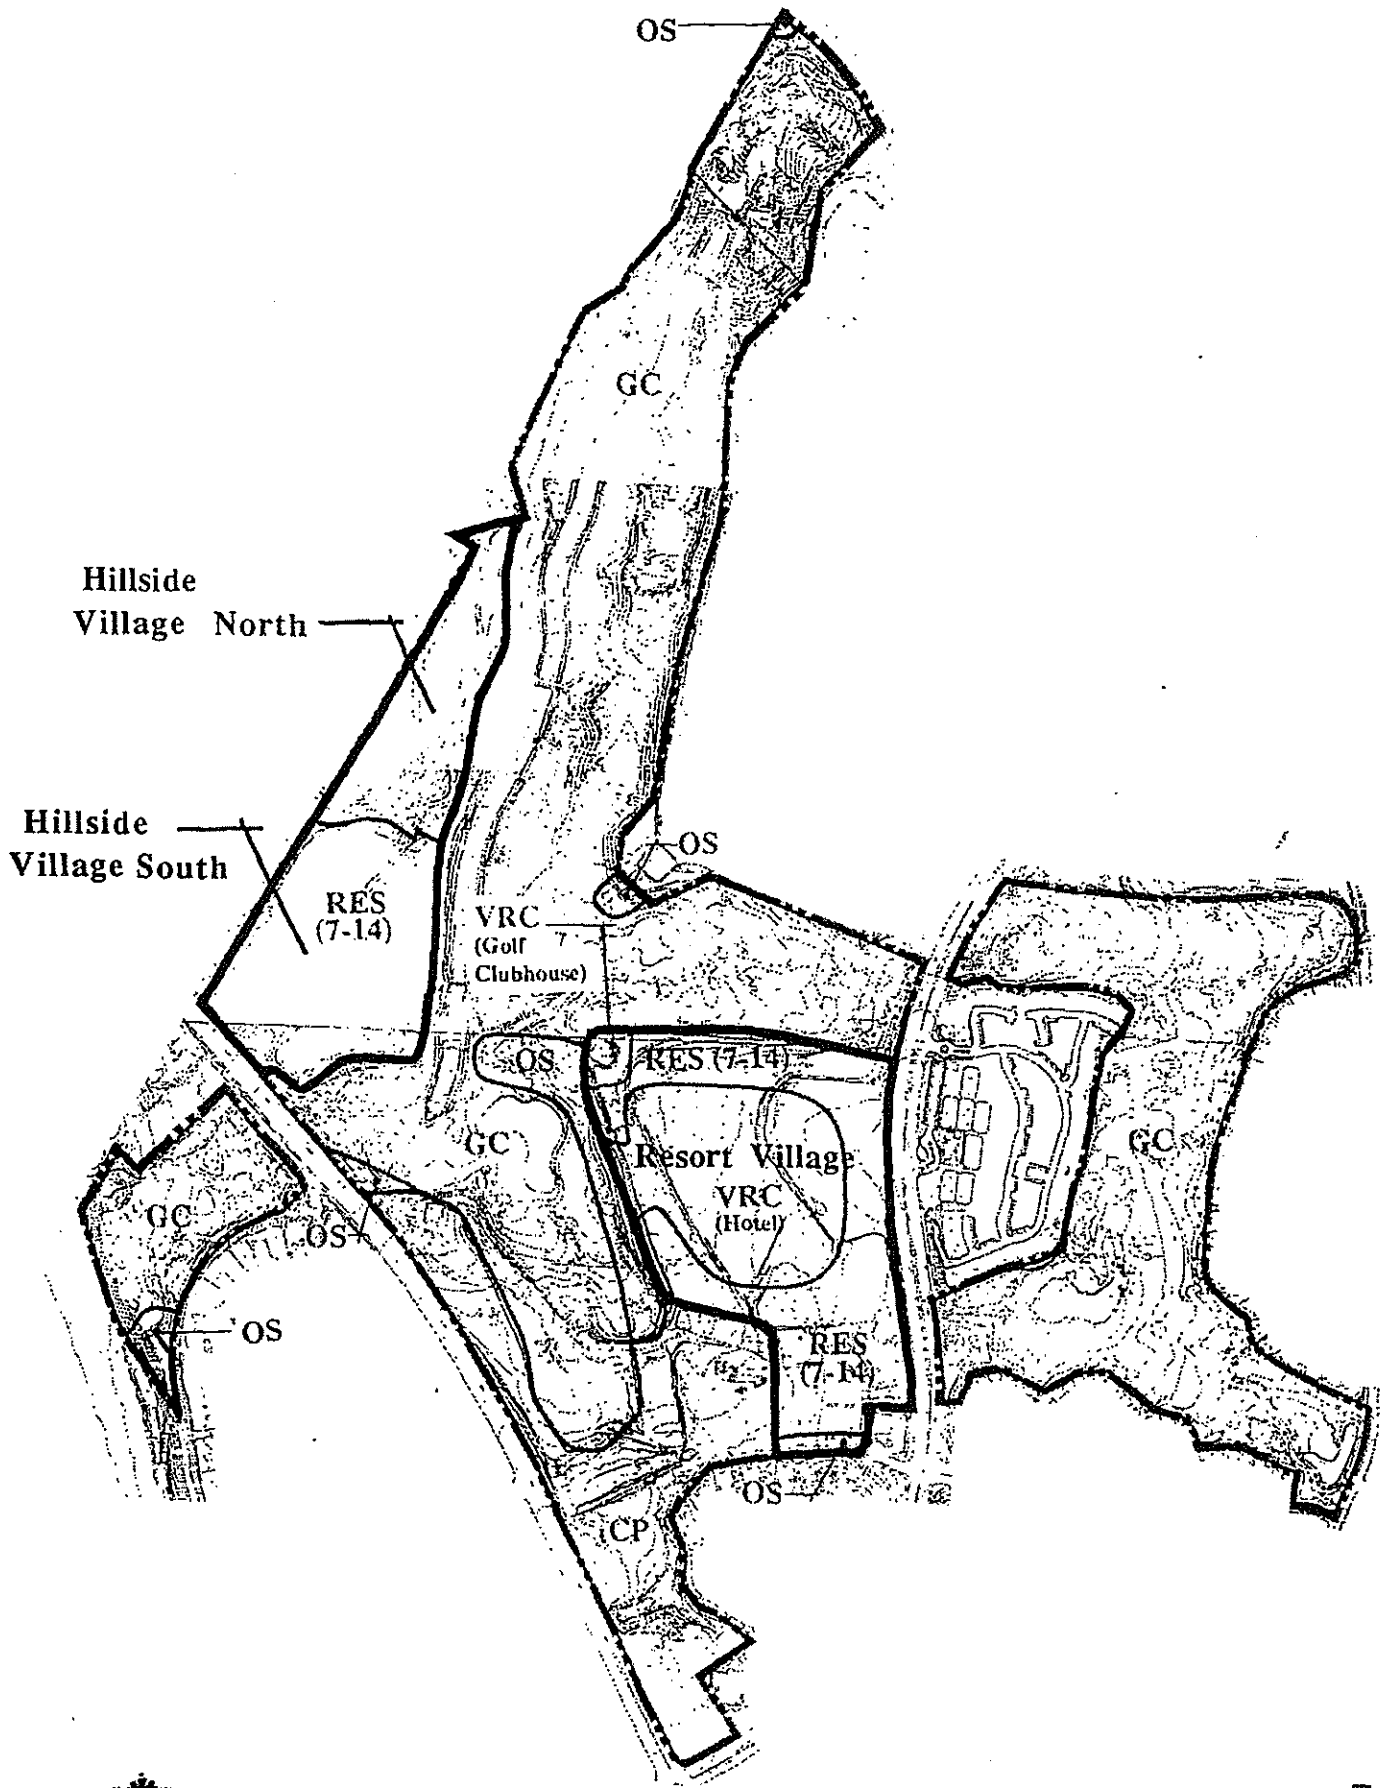 OS
GC
Hillside
Village North
Hillside
Village South
OS
RES
(7-14)
VRC
(Golf
Clubhouse)
OS
RES (7-14)
GC
GC
Resort Village
VRC
(Hotel)
GC
OS
OS
RES
(7-14)
OS
CP